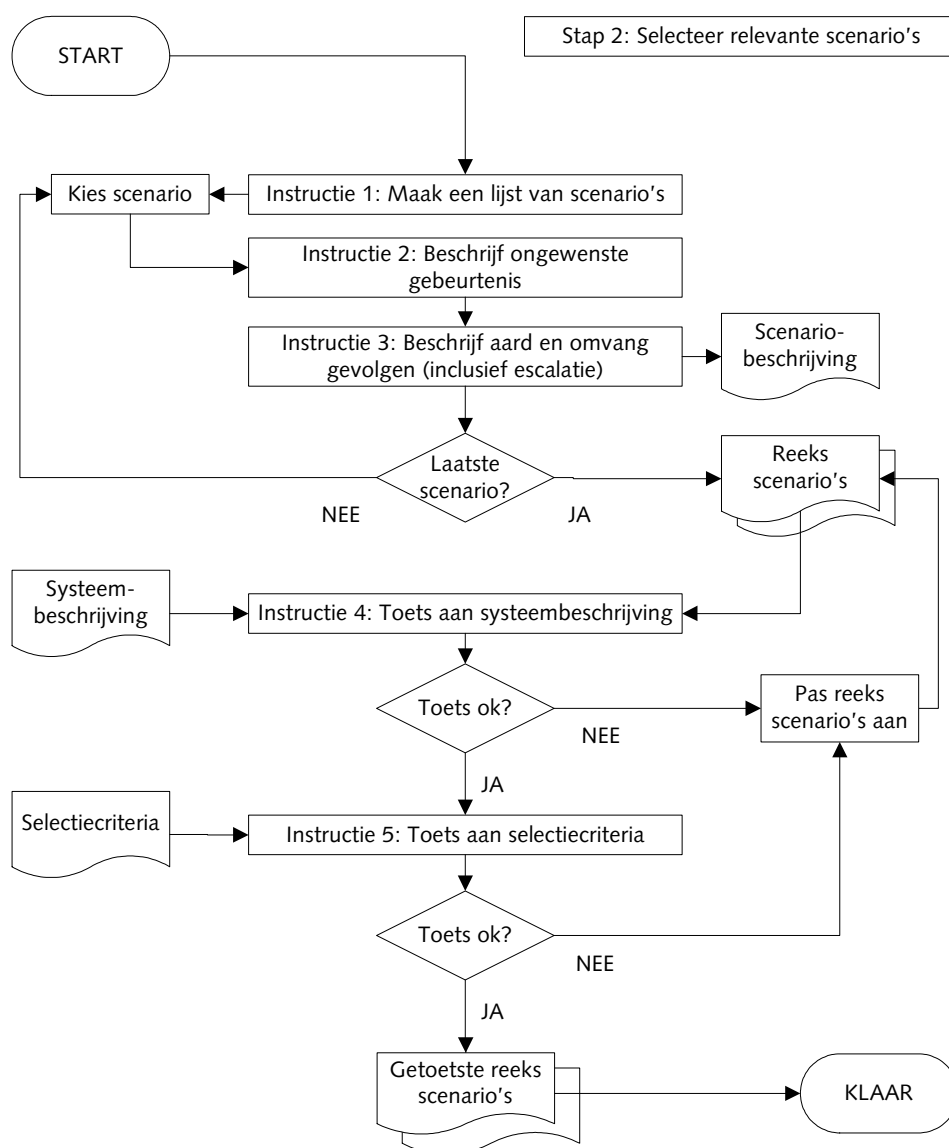 START
Stap 2: Selecteer relevante scenario's
Kies scenario
Instructie 1: Maak een lijst van scenario's
Instructie 2: Beschrijf ongewenste
gebeurtenis
Instructie 3: Beschrijf aard en omvang
gevolgen (inclusief escalatie)
Scenario-
beschrijving
Laatste
scenario?
NEE
JA
Reeks
scenario's
Systeem-
beschrijving
Instructie 4: Toets aan systeembeschrijving
Toets ok?
NEE
Pas reeks
scenario's aan
JA
Selectiecriteria
Instructie 5: Toets aan selectiecriteria
Toets ok?
NEE
JA
Getoetste reeks
scenario's
KLAAR